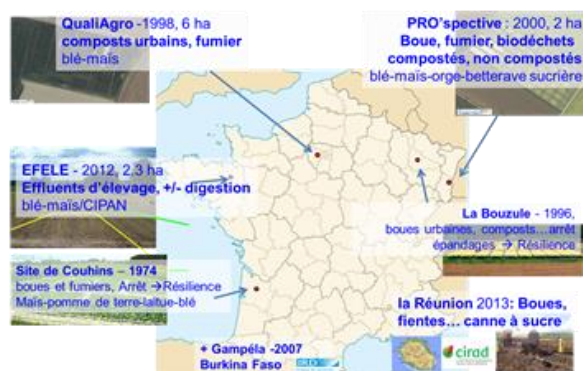 QualiAgro -1998, 6 ha
composts urbains, fumier
blé-maïs
PRO'spective : 2000, 2 ha
Boue, fumier, biodéchets
compostés, non compostés
blé-maïs-orge-betterave sucrière
EFELE - 2012, 2.3 ha
Effluents d'élevage, +/- digestion
blé-maïs/CIPAN
La Bouzule - 1996,
boues urbaines, composts...arrêt
épandages → Résilience
Site de Couhins – 1974
boues et fumiers, Arrêt →Résilience
Maïs-pomme de terre-laitue-blé
la Réunion 2013: Boues,
fientes... canne à sucre
+ Gampéla -2007
Burkina Faso
cirad